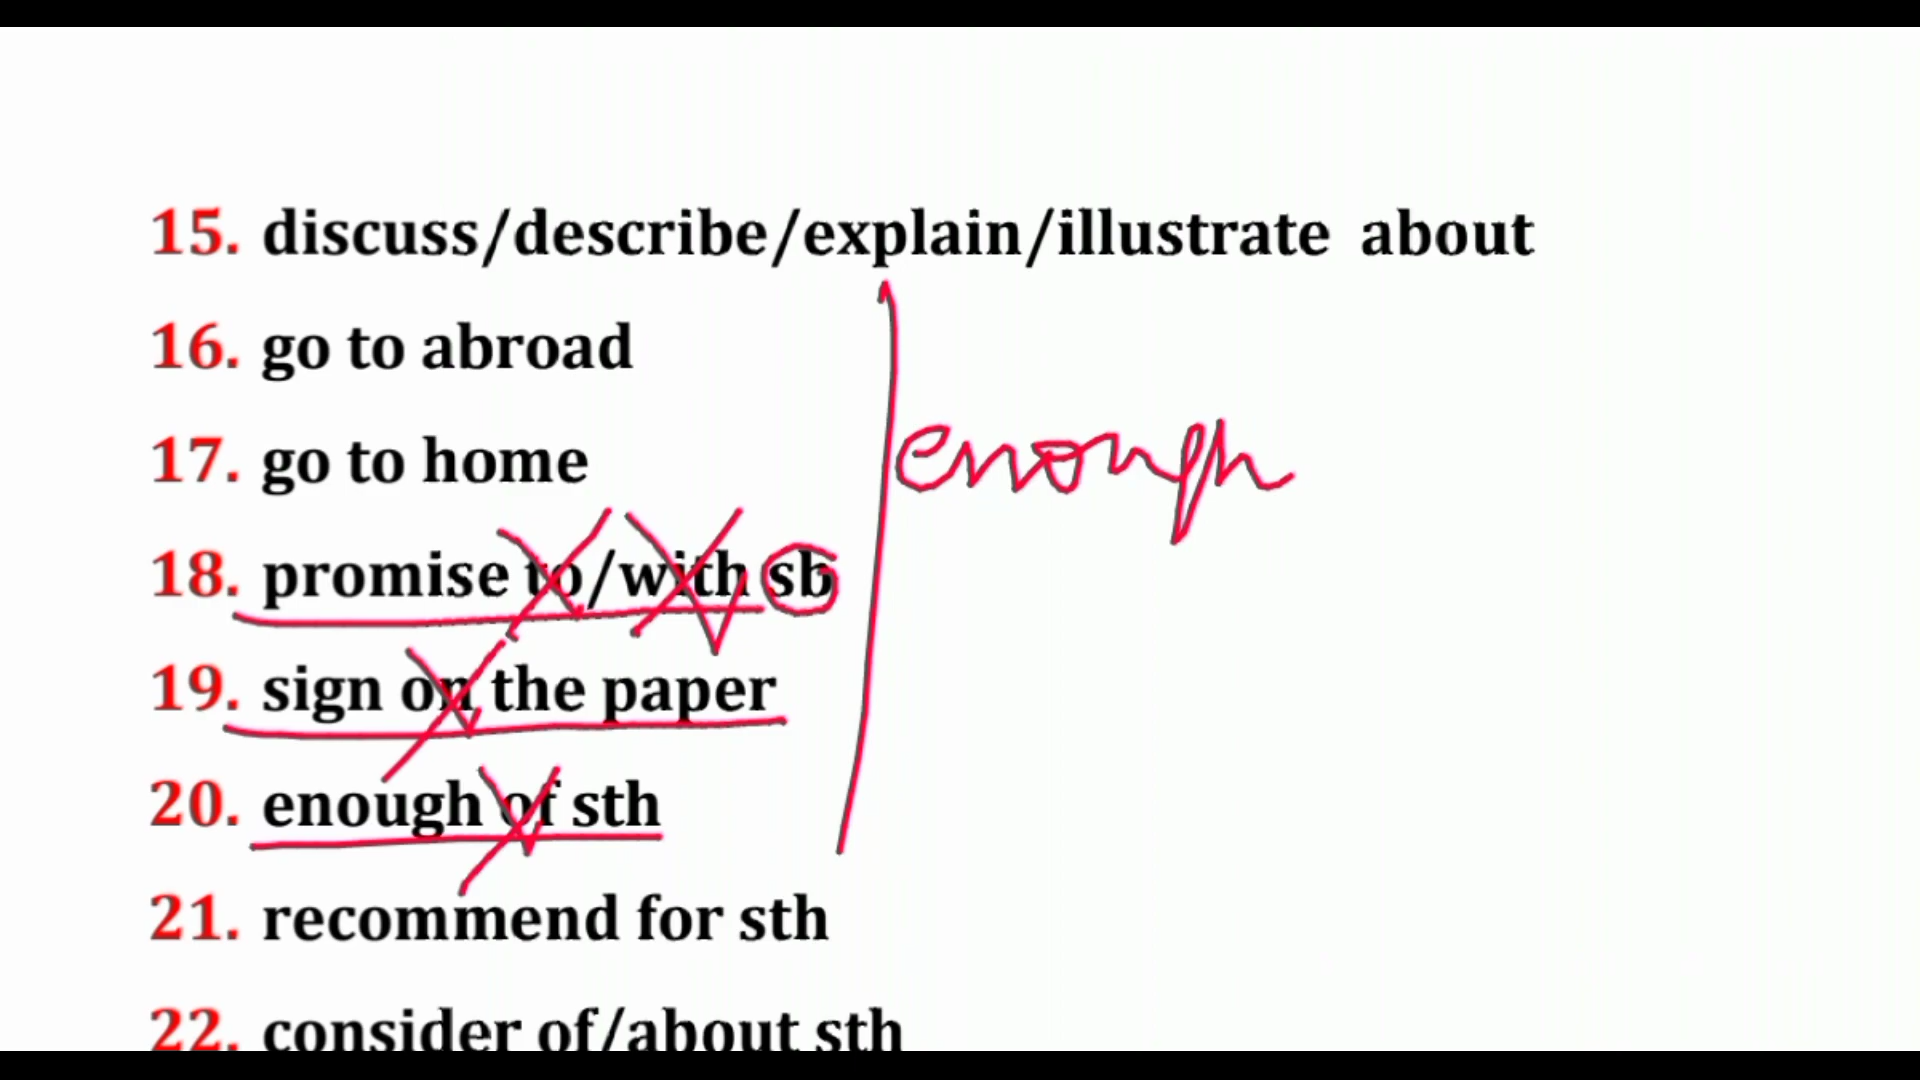 15. discuss/describe/explain/illustrate about
16. go to abroad
17. go to home
enough
18. promise to/with sb
19. sign on the paper
20. enough of sth
21. recommend for sth
22. consider of/about sth